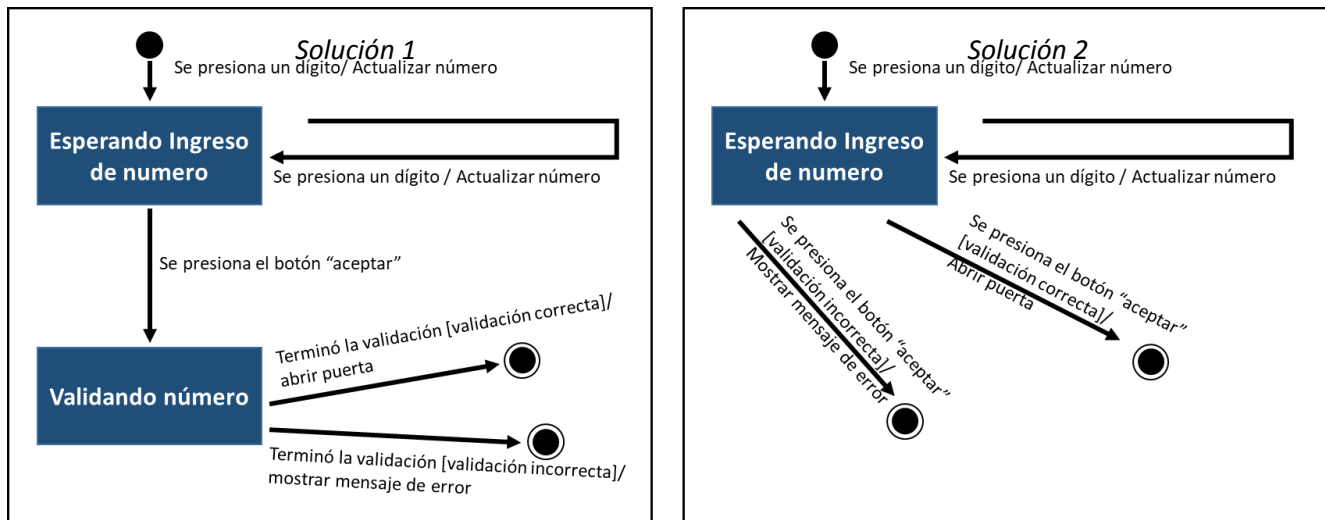 Solución 1
Se presiona un dígito/ Actualizar número
Esperando Ingreso
de numero
Se presiona un dígito / Actualizar número
Se presiona el botón “aceptar”
Terminó la validación [validación correcta]/
abrir puerta
Validando número
Terminó la validación [validación incorrecta]/
mostrar mensaje de error
Solución 2
Se presiona un dígito/ Actualizar número
Esperando Ingreso
de numero
Se presiona un dígito / Actualizar número
Se presiona el botón “aceptar”
[validación incorrecta]/
Mostrar mensaje de error
Se presiona el botón “aceptar”
[validación correcta]/
Abrir puerta